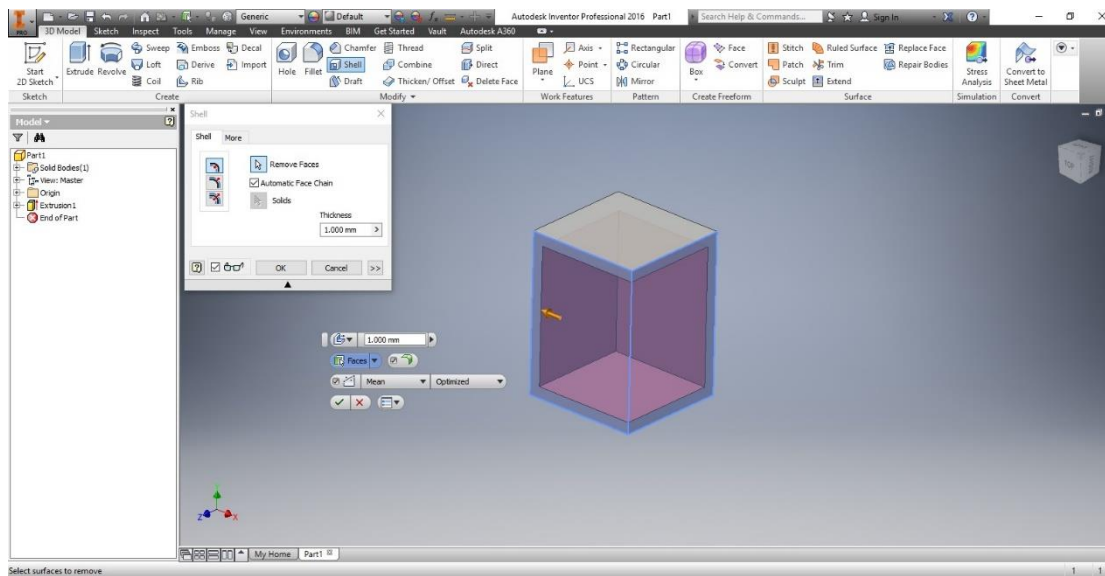 Generic Default Autodesk Inventor Professional 2016 Part1 Search Help & Commands... Sign In
PRO 3D Model Sketch Inspect Tools Manage View Environments BIM Get Started Vault Autodesk A360
Start
2D Sketch
Extrude Revolve
Sweep Emboss Decal
Loft Derive Import
Coil Rib
Hole Fillet
Chamfer Thread Split
Shell Combine Direct
Draft Thicken/ Offset Delete Face
Plane
Axis
Point
UCS
Rectangular
Circular
Mirror
Box
Face
Convert
Stitch Ruled Surface Replace Face
Patch Trim Repair Bodies
Sculpt Extend
Stress
Analysis
Convert to
Sheet Metal
Sketch Create Modify Work Features Pattern Create Freeform Surface Simulation Convert
Model
Part1
Solid Bodies(1)
View: Master
Origin
Extrusion1
End of Part
Shell
Shell More
Remove Faces
Automatic Face Chain
Solids
Thickness
1.000 mm >
OK Cancel >>
1.000 mm
Faces
Mean Optimized
Y
Z X
My Home Part1
Select surfaces to remove 1 1